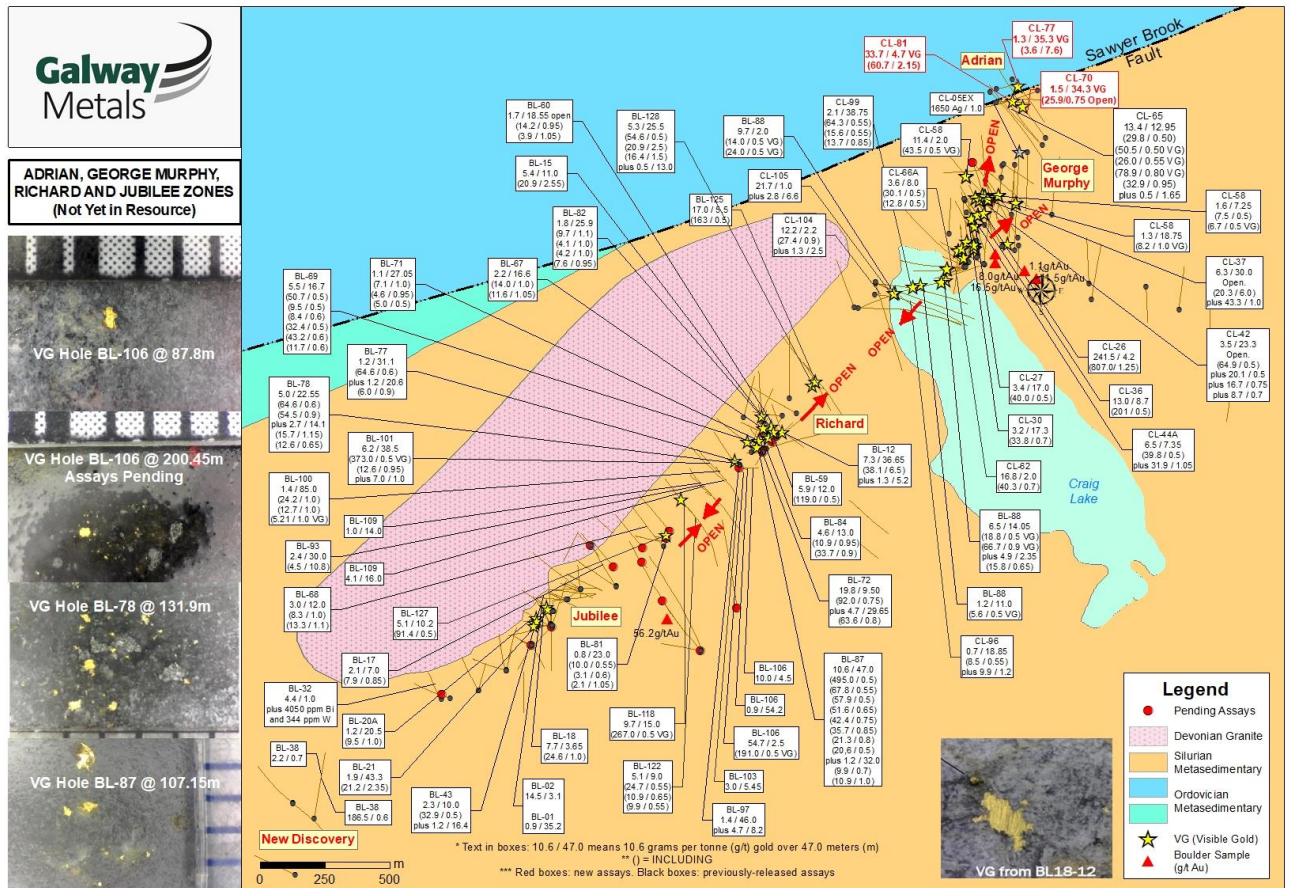 Galway
Metals
ADRIAN, GEORGE MURPHY,
RICHARD AND JUBILEE ZONES
(Not Yet in Resource)
VG Hole BL-106 @ 87.8m
VG Hole BL-106 @ 200.45m
Assays Pending
VG Hole BL-78 @ 131.9m
VG Hole BL-87 @ 107.15m
CL-77
1.3 / 35.3 VG
(3.6 / 7.6)
CL-81
33.7 / 4.7 VG
(60.7 / 2.15)
Adrian
Sawyer Brook
Fault
CL-70
1.5 / 34.3 VG
(25.9/0.75 Open)
CL-05EX
1650 Ag / 1.0
CL-65
13.4 / 12.95
(29.8 / 0.50)
(50.5 / 0.50 VG)
(26.0 / 0.55 VG)
(78.9 / 0.80 VG)
(32.9 / 0.95)
plus 0.5 / 1.65
BL-60
1.7 / 18.55 open
(14.2 / 0.95)
(3.9 / 1.05)
BL-128
5.3 / 25.5
(54.6 / 0.5)
(20.9 / 2.5)
(16.4 / 1.5)
plus 0.5 / 13.0
BL-88
9.7 / 2.0
(14.0 / 0.5 VG)
(24.0 / 0.5 VG)
CL-99
2.1 / 38.75
(64.3 / 0.55)
(15.6 / 0.55)
(13.7 / 0.85)
CL-58
11.4 / 2.0
(43.5 / 0.5 VG)
OPEN
George
Murphy
BL-15
5.4 / 11.0
(20.9 / 2.55)
CL-105
21.7 / 1.0
plus 2.8 / 6.6
CL-66A
3.6 / 8.0
(30.1 / 0.5)
(12.8 / 0.5)
CL-58
1.6 / 7.25
(7.5 / 0.5)
(6.7 / 0.5 VG)
BL-82
1.8 / 25.9
(9.7 / 1.1)
(4.1 / 1.0)
(4.2 / 1.0)
(7.6 / 0.95)
BL-125
17.0 / 5.5
(163 / 0.5)
CL-104
12.2 / 2.2
(27.4 / 0.9)
plus 1.3 / 2.5
OPEN
CL-58
1.3 / 18.75
(8.2 / 1.0 VG)
BL-71
1.1 / 27.05
(7.1 / 1.0)
(4.6 / 0.95)
(5.0 / 0.5)
BL-67
2.2 / 16.6
(14.0 / 1.0)
(11.6 / 1.05)
BL-69
5.5 / 16.7
(50.7 / 0.5)
(9.5 / 0.5)
(8.4 / 0.6)
(32.4 / 0.5)
(43.2 / 0.6)
(11.7 / 0.6)
8.0g/tAu
16.5g/tAu
1.1g/tAu
CL-37
6.3 / 30.0
Open.
(20.3 / 6.0)
plus 43.3 / 1.0
OPEN
BL-77
1.2 / 31.1
(64.6 / 0.6)
plus 1.2 / 20.6
(6.0 / 0.9)
CL-42
3.5 / 23.3
Open.
(64.9 / 0.5)
plus 20.1 / 0.5
plus 16.7 / 0.75
plus 8.7 / 0.7
CL-26
241.5 / 4.2
(807.0/ 1.25)
CL-27
3.4 / 17.0
(40.0 / 0.5)
CL-36
13.0 / 8.7
(201 / 0.5)
OPEN
BL-78
5.0 / 22.55
(64.6 / 0.6)
(54.5 / 0.9)
plus 2.7 / 14.1
(15.7 / 1.15)
(12.6 / 0.65)
Richard
CL-30
3.2 / 17.3
(33.8 / 0.7)
CL-44A
6.5 / 7.35
(39.8 / 0.5)
plus 31.9 / 1.05
BL-101
6.2 / 38.5
(373.0 / 0.5 VG)
(12.6 / 0.95)
plus 7.0 / 1.0
BL-12
7.3 / 36.65
(38.1 / 6.5)
plus 1.3 / 5.2
CL-62
16.8 / 2.0
(40.3 / 0.7)
Craig
Lake
BL-100
1.4 / 85.0
(24.2 / 1.0)
(12.7 / 1.0)
(5.21 / 1.0 VG)
BL-59
5.9 / 12.0
(119.0 / 0.5)
BL-109
1.0 / 14.0
OPEN
BL-84
4.6 / 13.0
(10.9 / 0.95)
(33.7 / 0.9)
BL-88
6.5 / 14.05
(18.8 / 0.5 VG)
(66.7 / 0.9 VG)
plus 4.9 / 2.35
(15.8 / 0.65)
BL-93
2.4 / 30.0
(4.5 / 10.8)
BL-109
4.1 / 16.0
BL-72
19.8 / 9.50
(92.0 / 0.75)
plus 4.7 / 29.65
(63.6 / 0.8)
BL-68
3.0 / 12.0
(8.3 / 1.0)
(13.3 / 1.1)
BL-88
1.2 / 11.0
(5.6 / 0.5 VG)
BL-127
5.1 / 10.2
(91.4 / 0.5)
Jubilee
56.2g/tAu
CL-96
0.7 / 18.85
(8.5 / 0.55)
plus 9.9 / 1.2
BL-81
0.8 / 23.0
(10.0 / 0.55)
(3.1 / 0.6)
(2.1 / 1.05)
BL-17
2.1 / 7.0
(7.9 / 0.85)
BL-106
10.0 / 4.5
BL-87
10.6 / 47.0
(495.0 / 0.5)
(67.8 / 0.55)
(57.9 / 0.5)
(51.6 / 0.65)
(42.4 / 0.75)
(35.7 / 0.85)
(21.3 / 0.8)
(20.6 / 0.5)
plus 1.2 / 32.0
(9.9 / 0.7)
(10.9 / 1.0)
BL-32
4.4 / 1.0
plus 4050 ppm Bi
and 344 ppm W
BL-106
0.9 / 54.2
BL-20A
1.2 / 20.5
(9.5 / 1.0)
BL-118
9.7 / 15.0
(267.0 / 0.5 VG)
BL-18
7.7 / 3.65
(24.6 / 1.0)
BL-106
54.7 / 2.5
(191.0 / 0.5 VG)
BL-38
2.2 / 0.7
BL-21
1.9 / 43.3
(21.2 / 2.35)
BL-122
5.1 / 9.0
(24.7 / 0.55)
(10.9 / 0.65)
(9.9 / 0.55)
BL-103
3.0 / 5.45
BL-43
2.3 / 10.0
(32.9 / 0.5)
plus 1.2 / 16.4
BL-02
14.5 / 3.1
BL-01
0.9 / 35.2
BL-38
186.5 / 0.6
BL-97
1.4 / 46.0
plus 4.7 / 8.2
New Discovery
0 250 500 m
* Text in boxes: 10.6 / 47.0 means 10.6 grams per tonne (g/t) gold over 47.0 meters (m)
** () = INCLUDING
*** Red boxes: new assays. Black boxes: previously-released assays
VG from BL18-12
Legend
Pending Assays
Devonian Granite
Silurian
Metasedimentary
Ordovician
Metasedimentary
VG (Visible Gold)
Boulder Sample
(g/t Au)